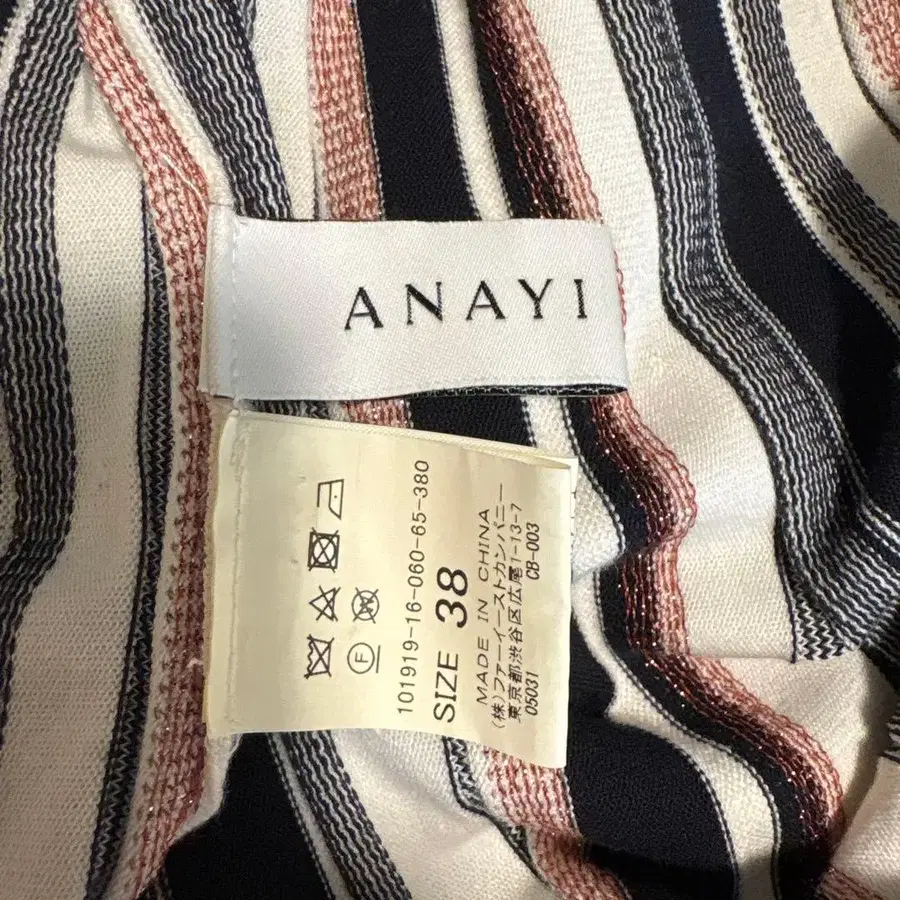 ANAYI
F
101919-16-060-65-380
SIZE 38
MADE IN CHINA
(株)ファーイーストカンパニー
東京都渋谷区広尾1-13-7
05031 CB-003